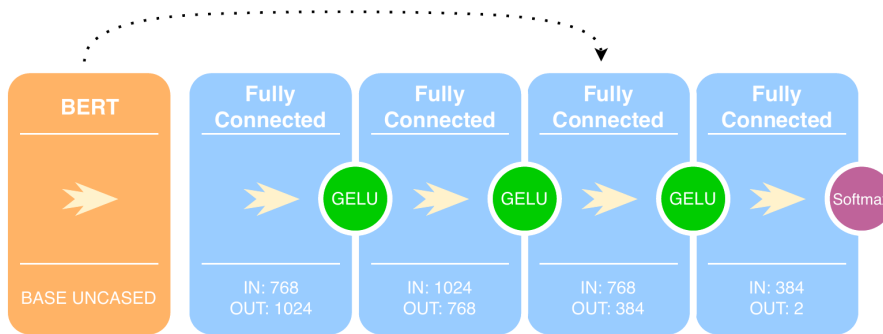 BERT
BASE UNCASED
Fully
Connected
GELU
IN: 768
OUT: 1024
Fully
Connected
GELU
IN: 1024
OUT: 768
Fully
Connected
GELU
IN: 768
OUT: 384
Fully
Connected
Softma
IN: 384
OUT: 2